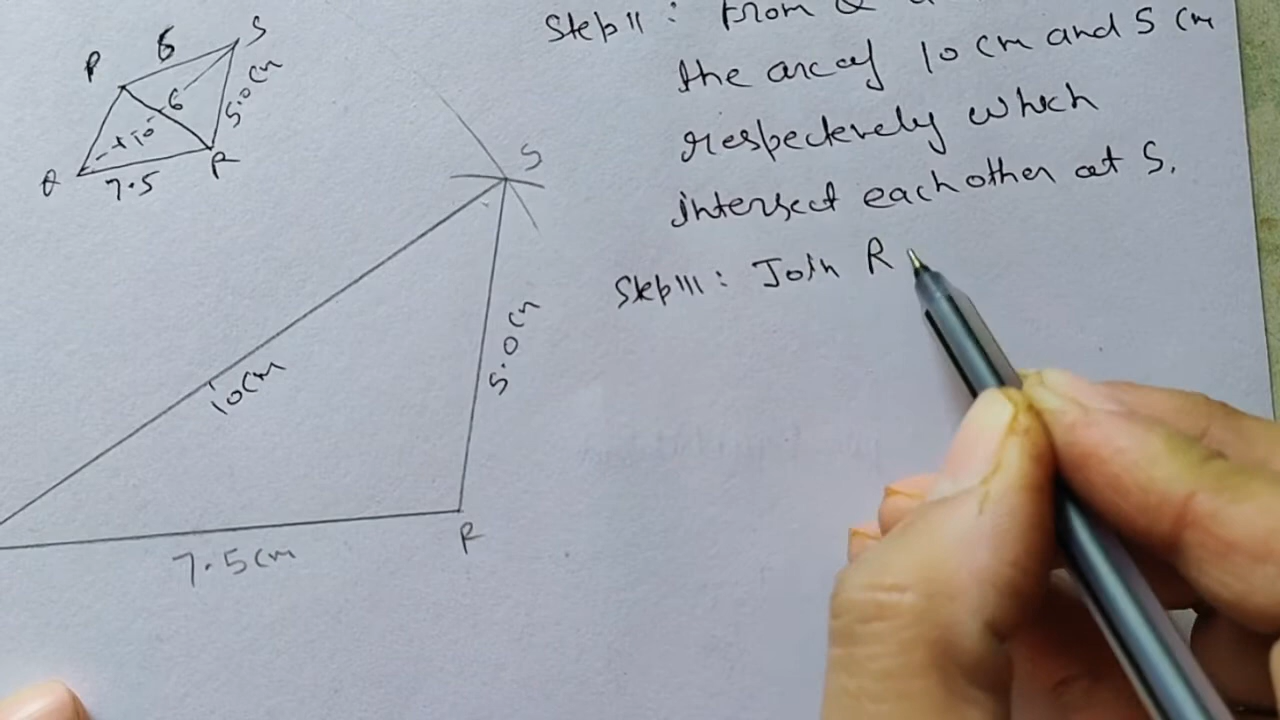 Step II : From Q
the arc of 10 cm and 5 cm
respectively which
intersect each other at S.
Step III : Join R
P
6
S
6
5.0 cm
10
Q
7.5
R
S
10 cm
5.0 cm
R
7.5 cm